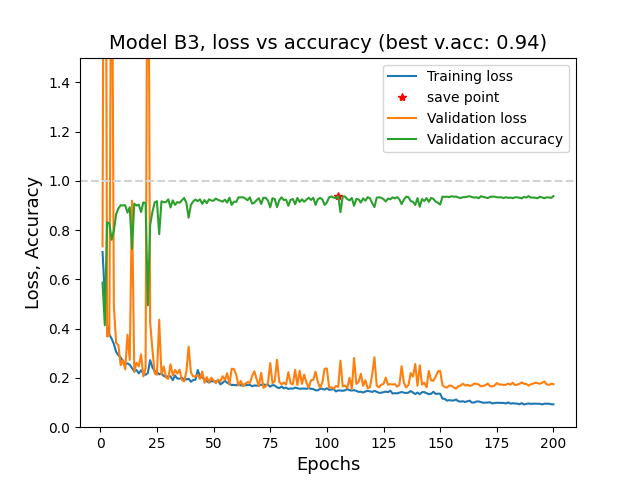 Model B3, loss vs accuracy (best v.acc: 0.94)
Training loss
save point
Validation loss
Validation accuracy
Loss, Accuracy
1.4
1.2
1.0
0.8
0.6
0.4
0.2
0.0
0 25 50 75 100 125 150 175 200
Epochs